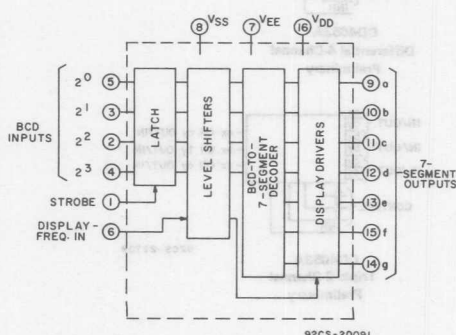 8 VSS 7 VEE 16 VDD
BCD INPUTS
2⁰ 5
2¹ 3
2² 2
2³ 4
STROBE 1
DISPLAY-FREQ. IN 6
LATCH
LEVEL SHIFTERS
BCD-TO-
7-SEGMENT
DECODER
DISPLAY DRIVERS
9 a
10 b
11 c
12 d
13 e
15 f
14 g
7-
SEGMENT
OUTPUTS
92CS-20091